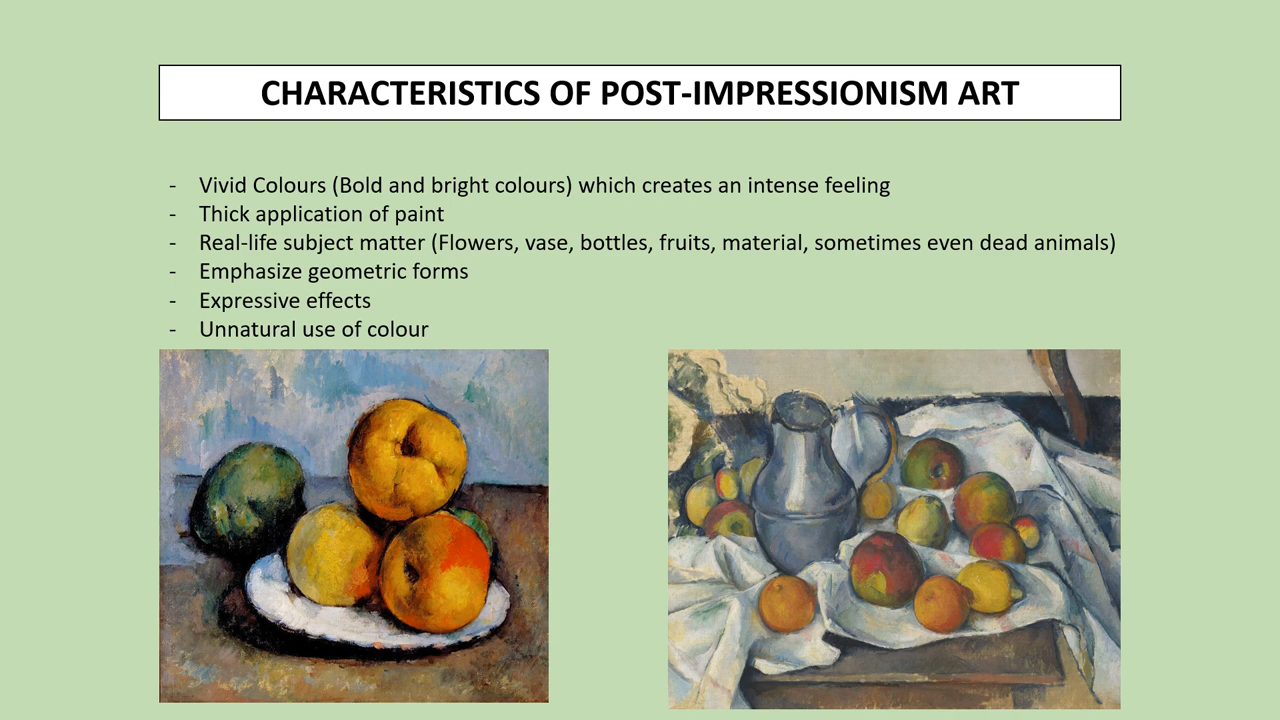 CHARACTERISTICS OF POST-IMPRESSIONISM ART
- Vivid Colours (Bold and bright colours) which creates an intense feeling
- Thick application of paint
- Real-life subject matter (Flowers, vase, bottles, fruits, material, sometimes even dead animals)
- Emphasize geometric forms
- Expressive effects
- Unnatural use of colour